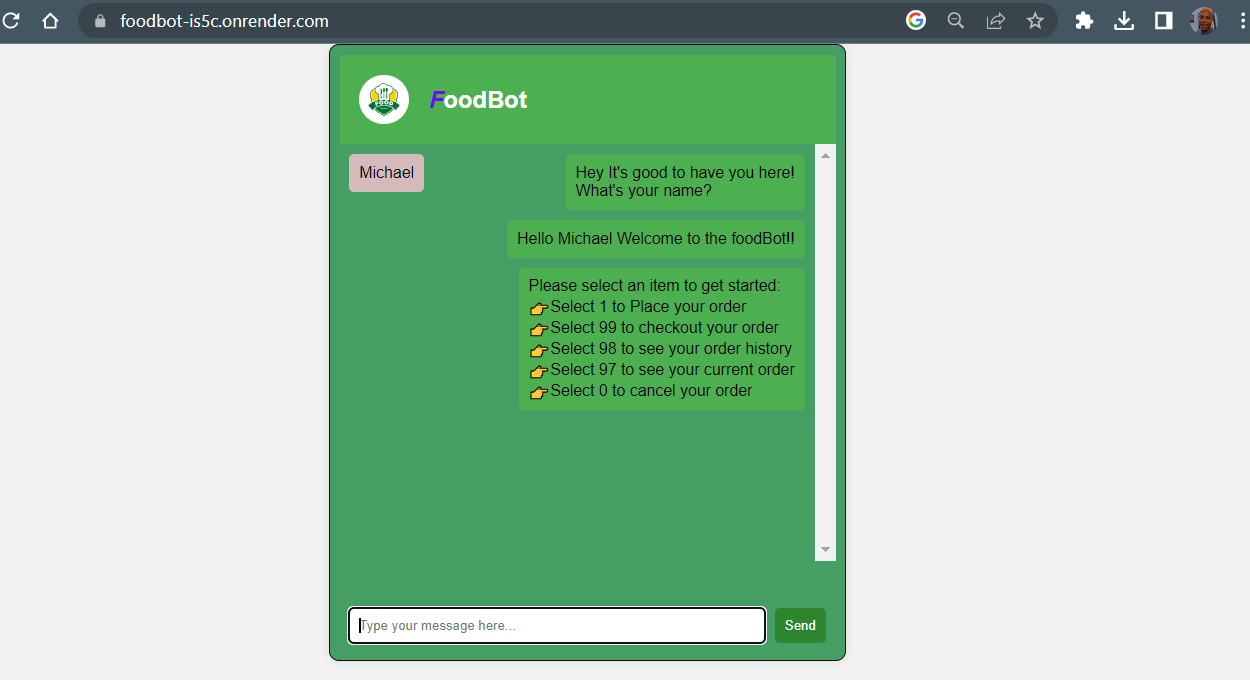 foodbot-is5c.onrender.com
FOOD
FoodBot
Michael
Hey It's good to have you here!
What's your name?
Hello Michael Welcome to the foodBot!!
Please select an item to get started:
👉Select 1 to Place your order
👉Select 99 to checkout your order
👉Select 98 to see your order history
👉Select 97 to see your current order
👉Select 0 to cancel your order
Type your message here...
Send